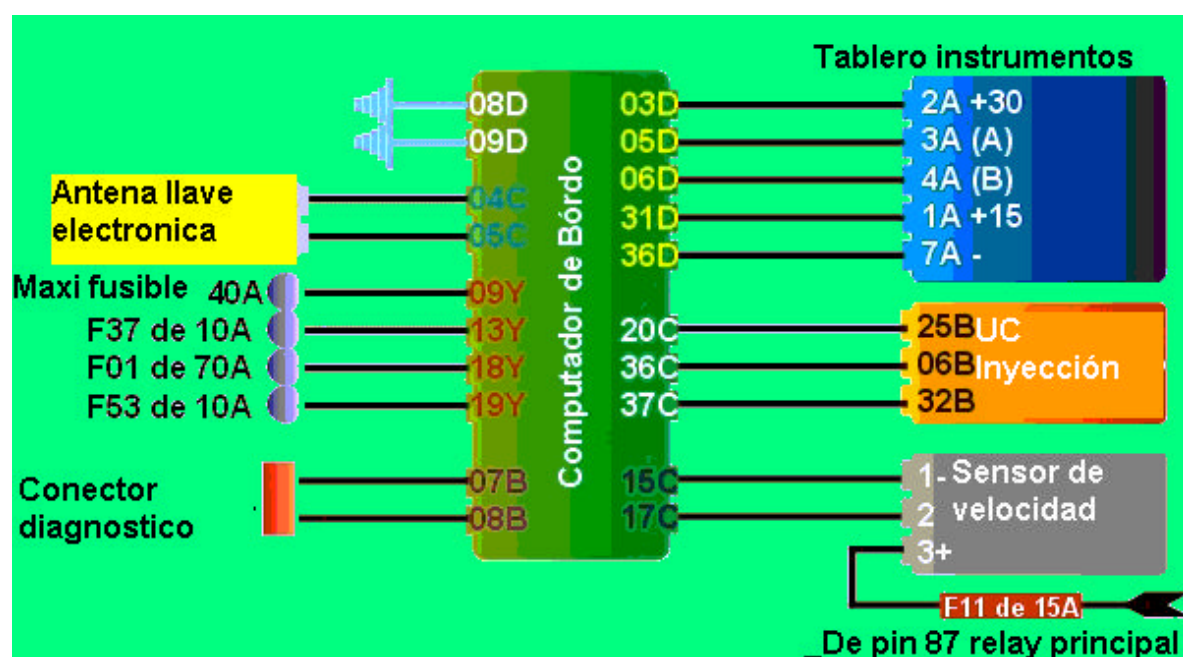 Tablero instrumentos
08D
09D
Antena llave
electronica
04C
05C
Maxi fusible 40A
F37 de 10A
F01 de 70A
F53 de 10A
09Y
13Y
18Y
19Y
Conector
diagnostico
07B
08B
Computador de Bórdo
03D
05D
06D
31D
36D
20C
36C
37C
15C
17C
2A +30
3A (A)
4A (B)
1A +15
7A -
25B UC
06B Inyección
32B
1- Sensor de
2 velocidad
3+
F11 de 15A
_De pin 87 relay principal